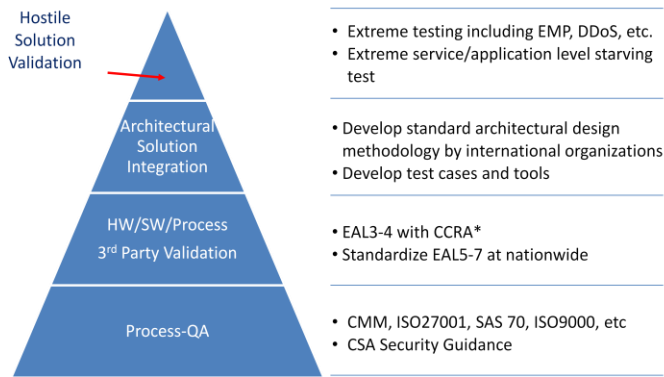 Hostile
Solution
Validation
• Extreme testing including EMP, DDoS, etc.
• Extreme service/application level starving
test
Architectural
Solution
Integration
• Develop standard architectural design
methodology by international organizations
• Develop test cases and tools
HW/SW/Process
3rd Party Validation
• EAL3-4 with CCRA*
• Standardize EAL5-7 at nationwide
Process-QA
• CMM, ISO27001, SAS 70, ISO9000, etc
• CSA Security Guidance